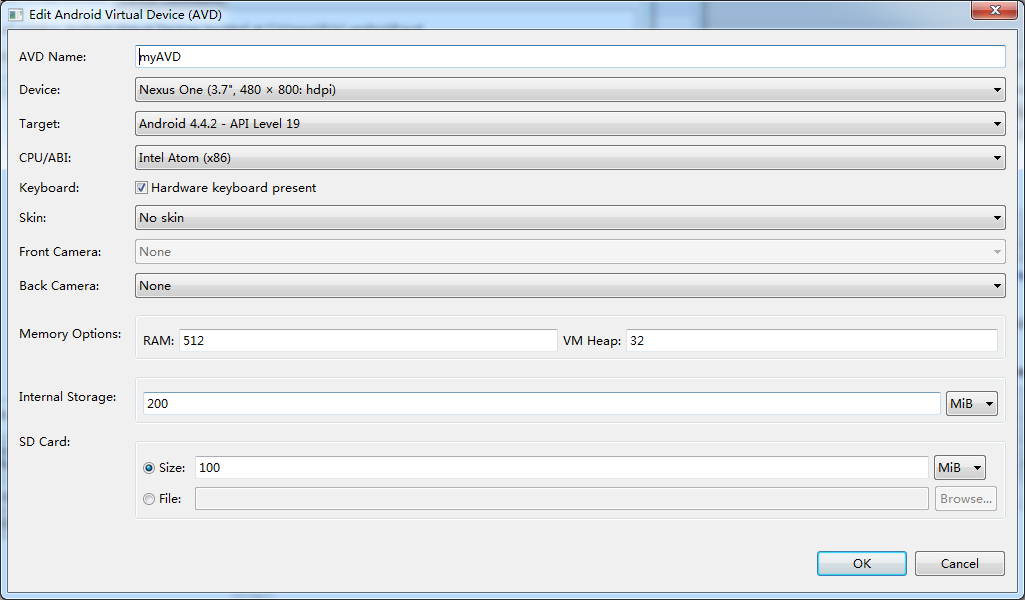 Edit Android Virtual Device (AVD)
AVD Name: myAVD
Device: Nexus One (3.7", 480 × 800: hdpi)
Target: Android 4.4.2 - API Level 19
CPU/ABI: Intel Atom (x86)
Keyboard: Hardware keyboard present
Skin: No skin
Front Camera: None
Back Camera: None
Memory Options: RAM: 512 VM Heap: 32
Internal Storage: 200 MiB
SD Card:
Size: 100 MiB
File: Browse...
OK Cancel